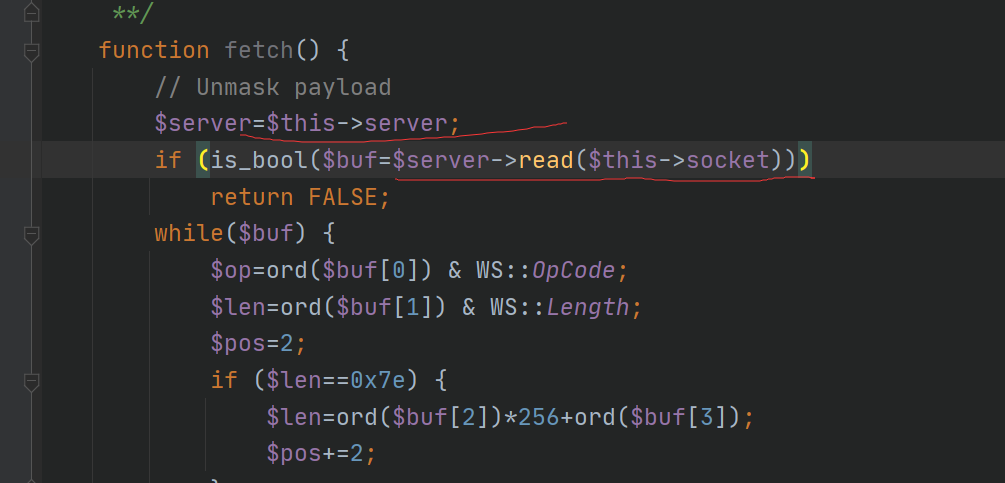 **/
function fetch() {
// Unmask payload
$server=$this->server;
if (is_bool($buf=$server->read($this->socket)))
return FALSE;
while($buf) {
$op=ord($buf[0]) & WS::OpCode;
$len=ord($buf[1]) & WS::Length;
$pos=2;
if ($len==0x7e) {
$len=ord($buf[2])*256+ord($buf[3]);
$pos+=2;
}